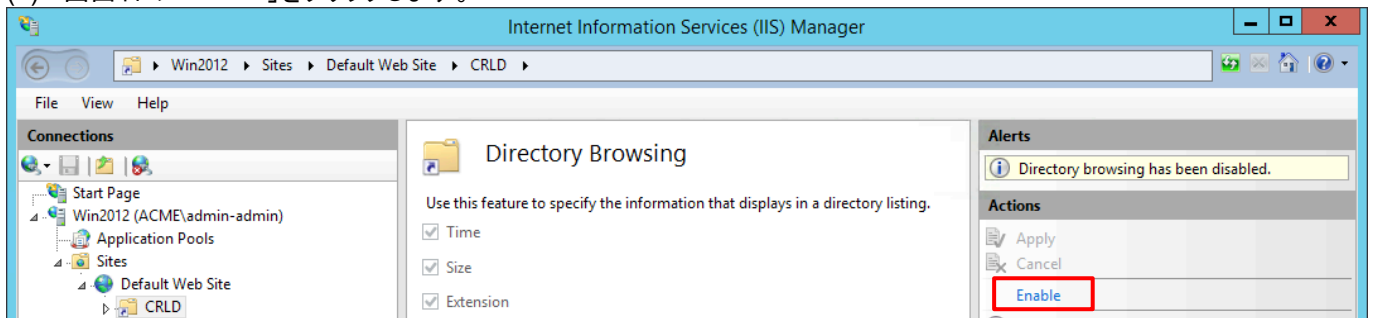 Internet Information Services (IIS) Manager
Win2012 Sites Default Web Site CRLD
File View Help
Connections
Start Page
Win2012 (ACME\admin-admin)
Application Pools
Sites
Default Web Site
CRLD
Directory Browsing
Use this feature to specify the information that displays in a directory listing.
Time
Size
Extension
Alerts
Directory browsing has been disabled.
Actions
Apply
Cancel
Enable